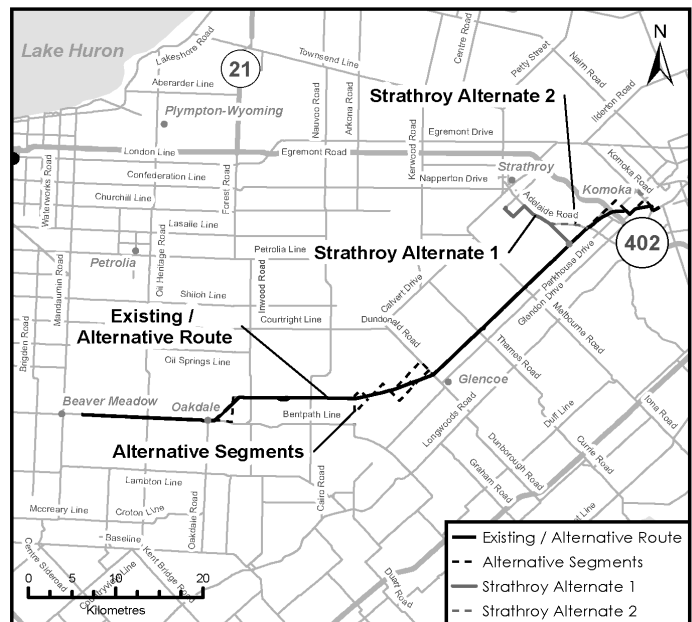 Lake Huron
Lakeshore Road
21
Townsend Line
Centre Road
Petty Street
Nairn Road
N
Aberarder Line
Plympton-Wyoming
Nauvoo Road
Arkona Road
Strathroy Alternate 2
Ilderton Road
Egremont Drive
London Line
Egremont Road
Kerwood Road
Strathroy
Komoka Road
Waterworks Road
Confederation Line
Forest Road
Napperton Drive
Komoka
Churchill Line
Adelaide Road
Lasalle Line
402
Petrolia Line
Strathroy Alternate 1
Petrolia
Oil Heritage Road
Mandaumin Road
Inwood Road
Parkhouse Drive
Shiloh Line
Calvert Drive
Glendon Drive
Existing /
Alternative Route
Courtright Line
Dundonald Road
Melbourne Road
Brigden Road
Oil Springs Line
Thames Road
Glencoe
Beaver Meadow
Oakdale
Bentpath Line
Longwoods Road
Duff Line
Iona Road
Alternative Segments
Dunborough Road
Currie Road
Lambton Line
Cairo Road
Graham Road
Mccreary Line
Croton Line
Oakdale Road
Line
Baseline
Centre Sideroad
Countryview Line
Kent Bridge Road
Duart Road
0 5 10 20
Kilometres
Existing / Alternative Route
Alternative Segments
Strathroy Alternate 1
Strathroy Alternate 2